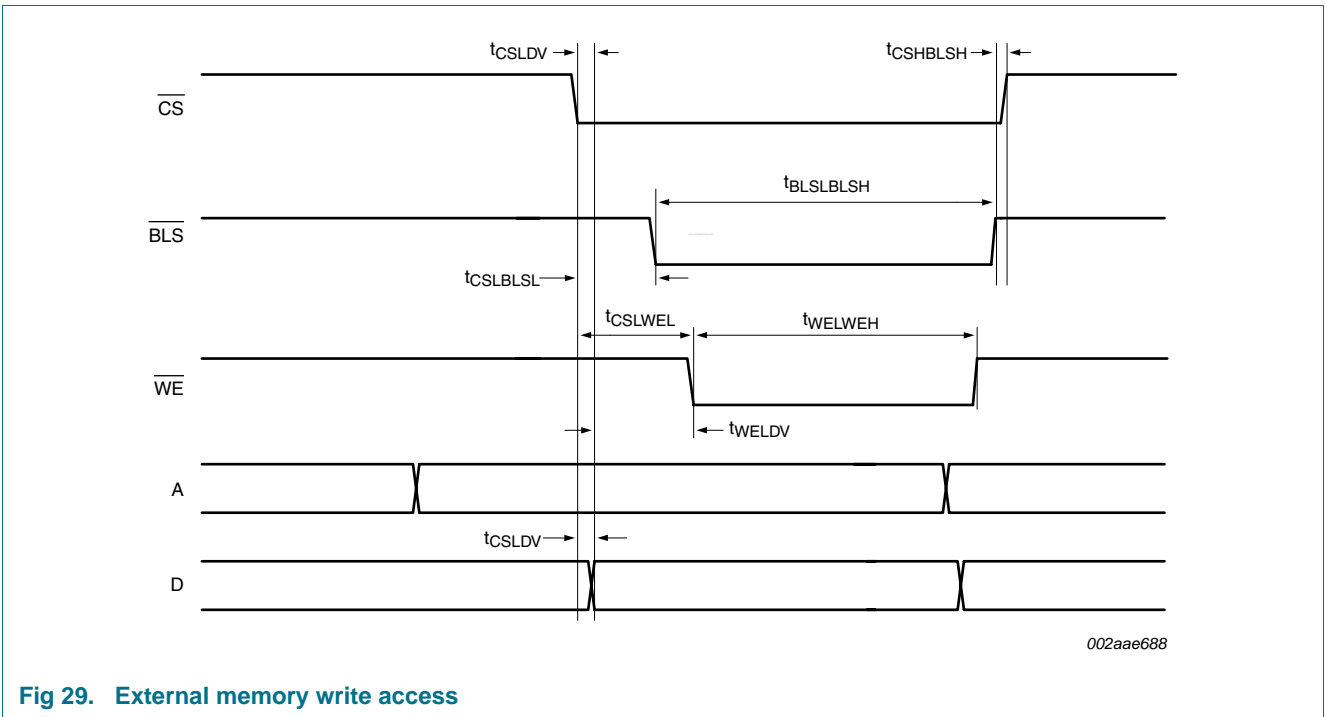 tCSLDV
tCSHBLSH
CS
tBLSLBLSH
BLS
tCSLBLSL
tCSLWEL
tWELWEH
WE
tWELDV
A
tCSLDV
D
002aae688
Fig 29. External memory write access